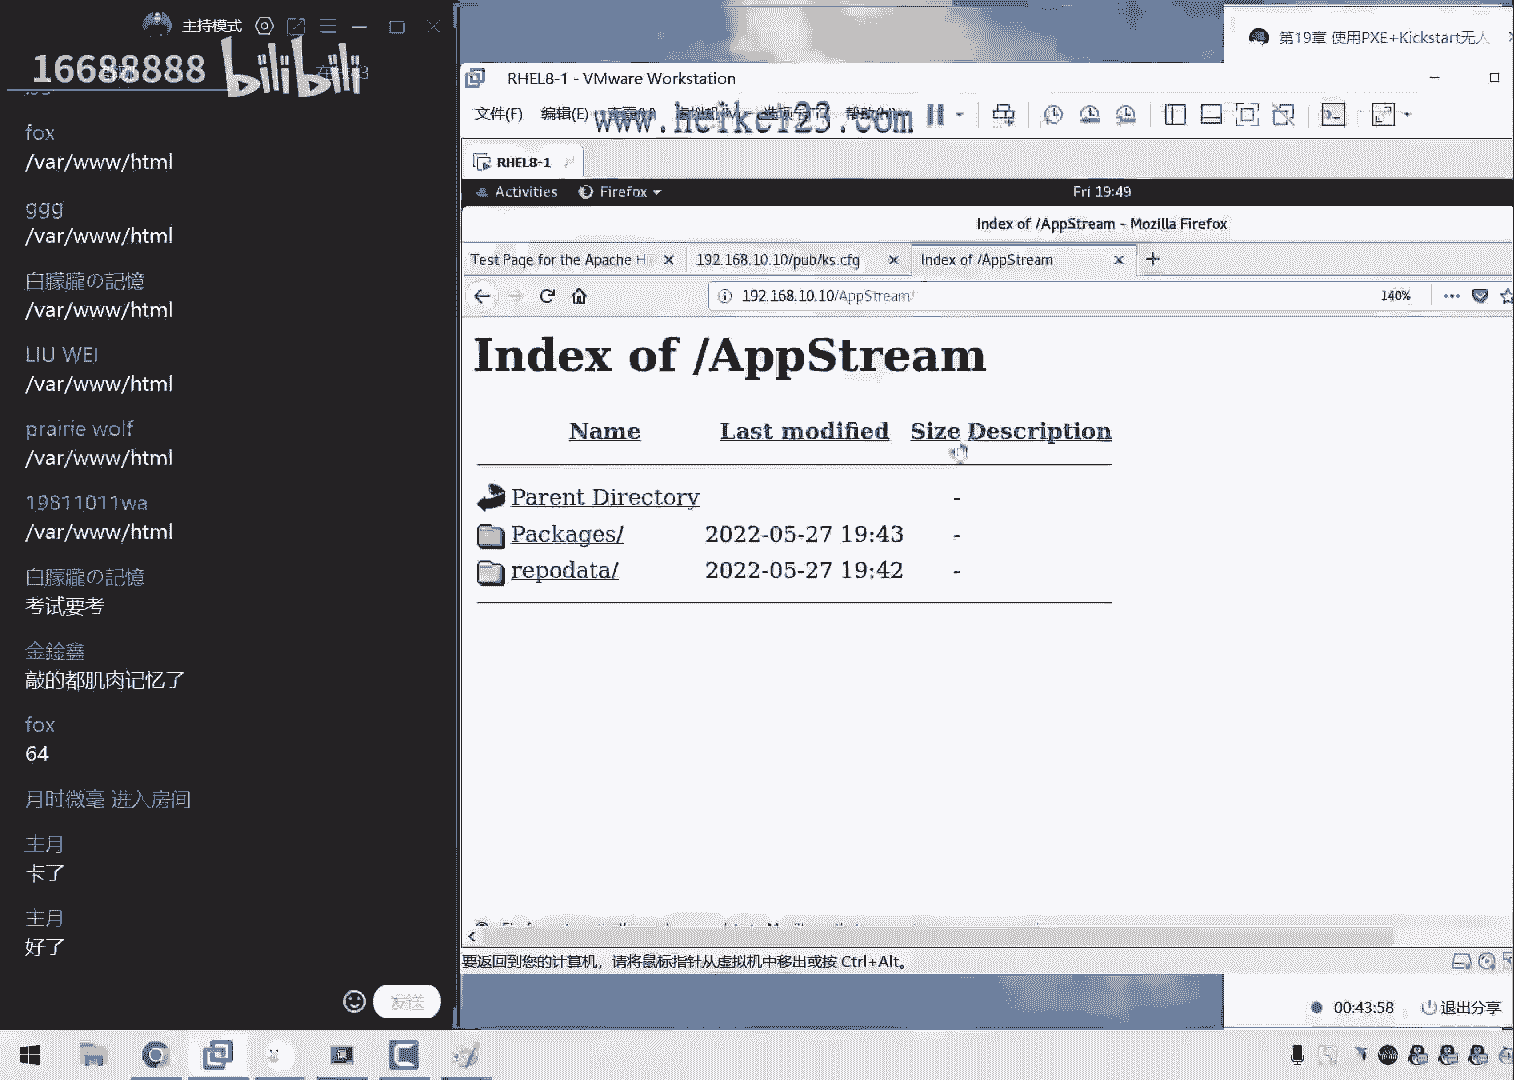 主持模式
16688888
bilibili
fox
/var/www/html
ggg
/var/www/html
白朦朧の記憶
/var/www/html
LIU WEI
/var/www/html
prairie wolf
/var/www/html
19811011wa
/var/www/html
白朦朧の記憶
考试要考
金鍂鑫
敲的都肌肉记忆了
fox
64
月时微毫 进入房间
主月
卡了
主月
好了
发送
第19章 使用PXE+Kickstart无人
RHEL8-1 - VMware Workstation
文件(F) 编辑(E) 帮助(H)
www.heike123.com
RHEL8-1
Activities Firefox Fri 19:49
Index of /AppStream - Mozilla Firefox
Test Page for the Apache H 192.168.10.10/pub/ks.cfg Index of /AppStream
192.168.10.10/AppStream/ 140%
Index of /AppStream
Name Last modified Size Description
Parent Directory -
Packages/ 2022-05-27 19:43 -
repodata/ 2022-05-27 19:42 -
要返回到您的计算机，请将鼠标指针从虚拟机中移出或按 Ctrl+Alt。
00:43:58 退出分享